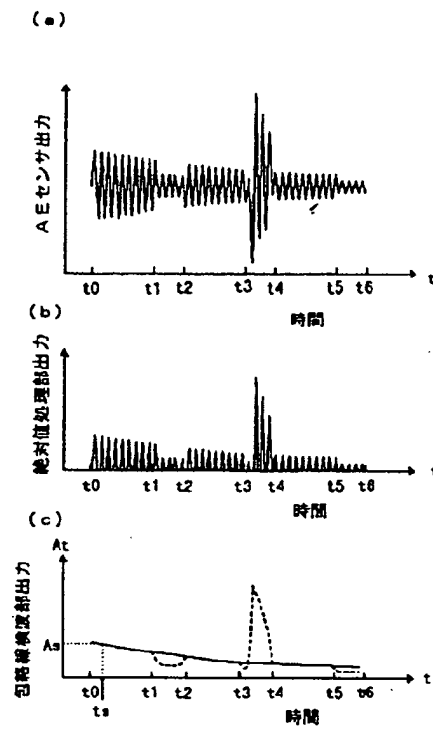 (a)
AEセンサ出力
t
t0 t1 t2 t3 t4 t5 t6
時間
(b)
絶対値処理部出力
t
t0 t1 t2 t3 t4 t5 t6
時間
(c)
At
包絡線検波部出力
As
t
t0 t1 t2 t3 t4 t5 t6
ts
時間